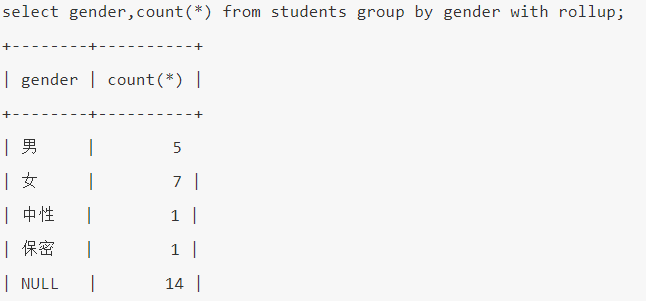 select gender,count(*) from students group by gender with rollup;
+--------+----------+
| gender | count(*) |
+--------+----------+
| 男     |        5
| 女     |        7 |
| 中性   |        1 |
| 保密   |        1 |
| NULL   |       14 |